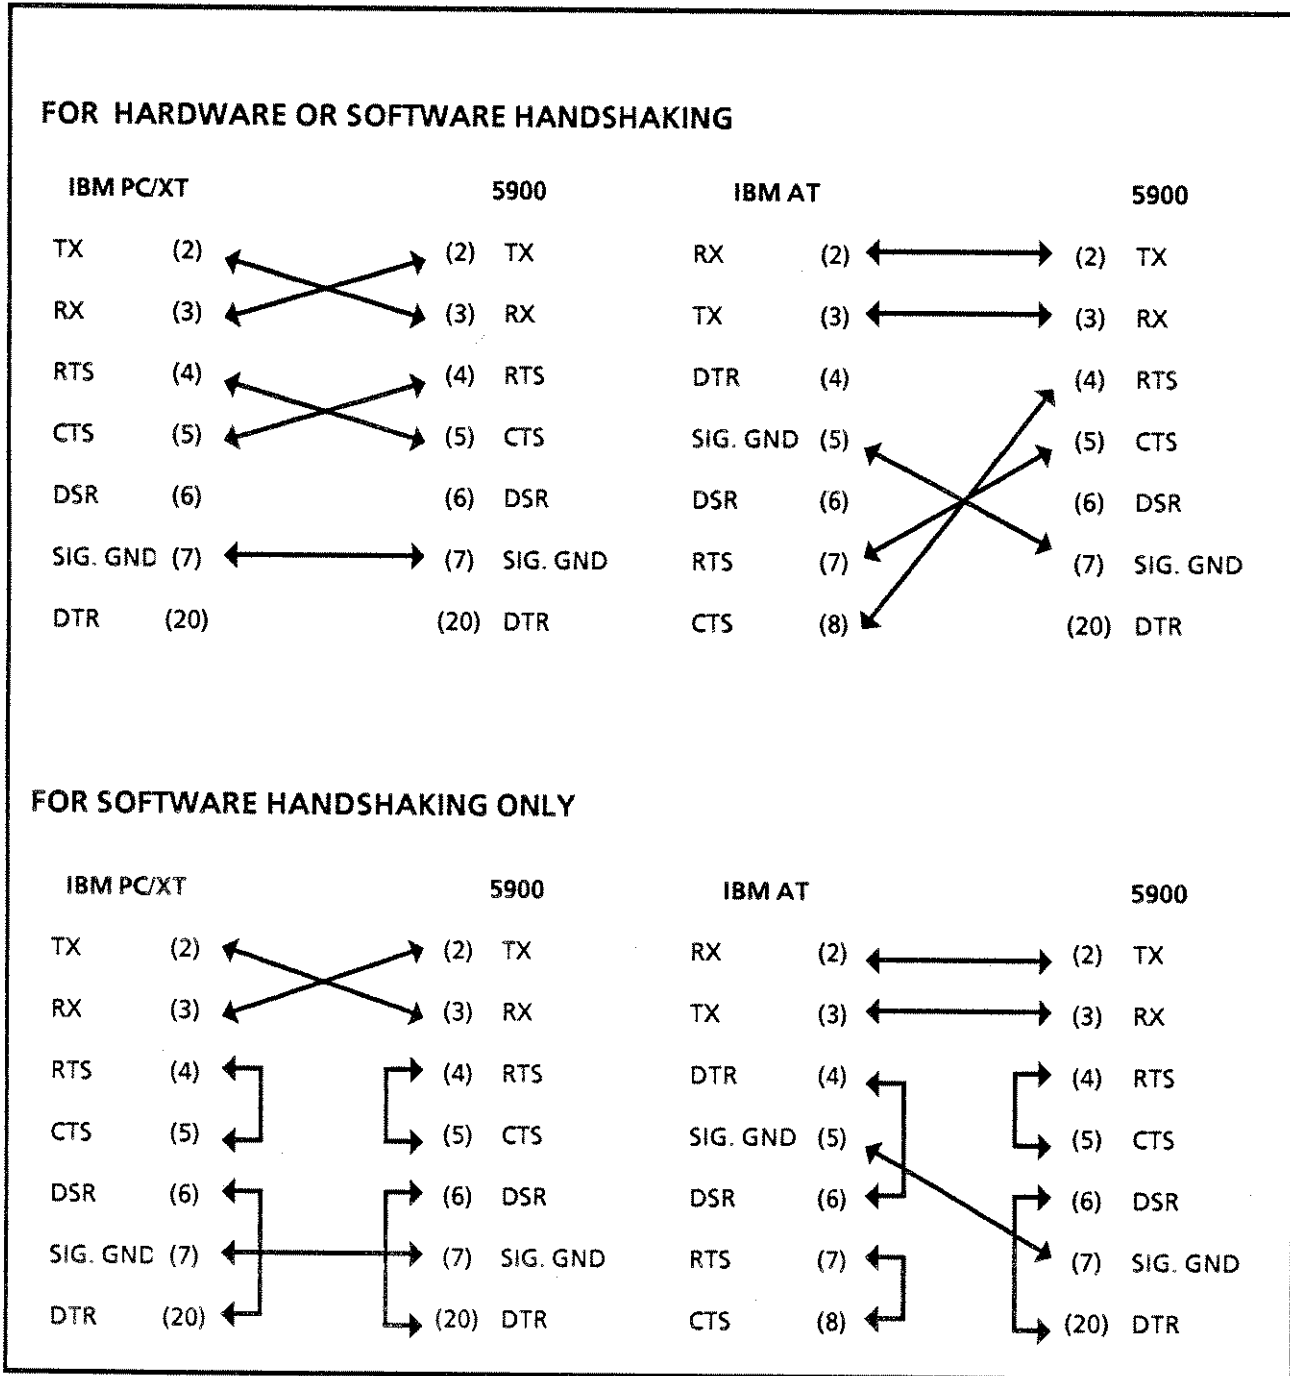 FOR HARDWARE OR SOFTWARE HANDSHAKING
IBM PC/XT 5900 IBM AT 5900
TX (2) (2) TX RX (2) (2) TX
RX (3) (3) RX TX (3) (3) RX
RTS (4) (4) RTS DTR (4) (4) RTS
CTS (5) (5) CTS SIG. GND (5) (5) CTS
DSR (6) (6) DSR DSR (6) (6) DSR
SIG. GND (7) (7) SIG. GND RTS (7) (7) SIG. GND
DTR (20) (20) DTR CTS (8) (20) DTR
FOR SOFTWARE HANDSHAKING ONLY
IBM PC/XT 5900 IBM AT 5900
TX (2) (2) TX RX (2) (2) TX
RX (3) (3) RX TX (3) (3) RX
RTS (4) (4) RTS DTR (4) (4) RTS
CTS (5) (5) CTS SIG. GND (5) (5) CTS
DSR (6) (6) DSR DSR (6) (6) DSR
SIG. GND (7) (7) SIG. GND RTS (7) (7) SIG. GND
DTR (20) (20) DTR CTS (8) (20) DTR